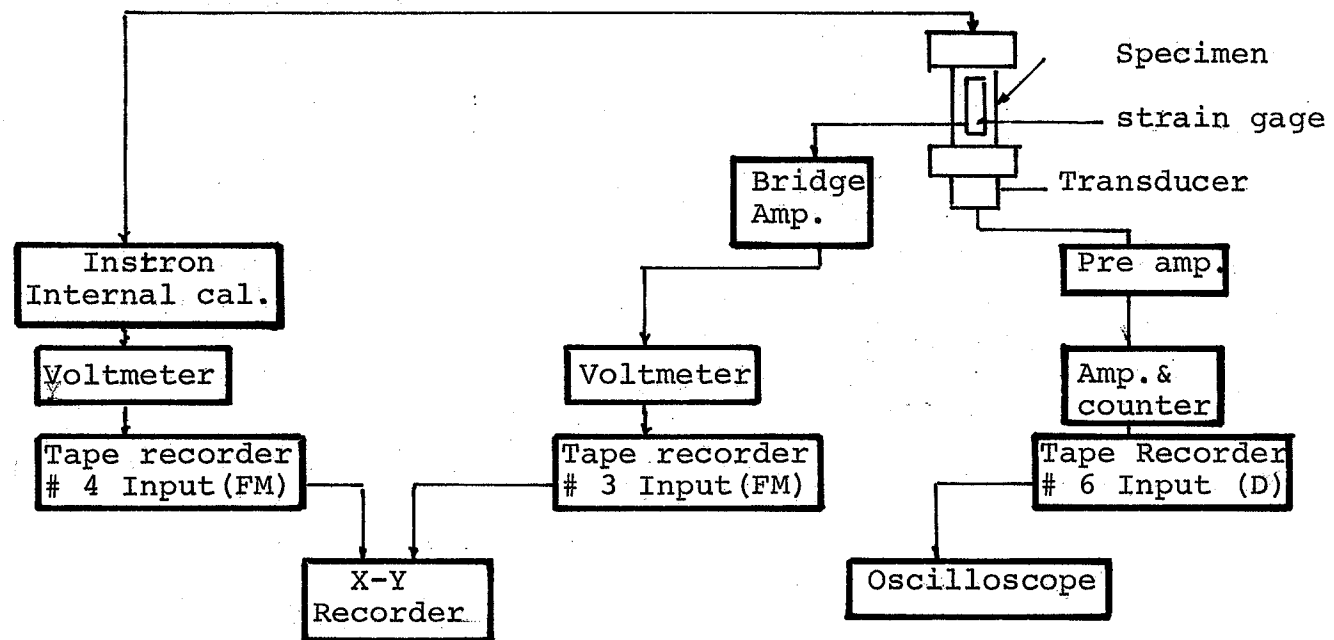 Specimen
strain gage
Transducer
Bridge
Amp.
Instron
Internal cal.
Pre amp.
Voltmeter
Voltmeter
Amp.&
counter
Tape recorder
# 4 Input(FM)
Tape recorder
# 3 Input(FM)
Tape Recorder
# 6 Input (D)
X-Y
Recorder
Oscilloscope